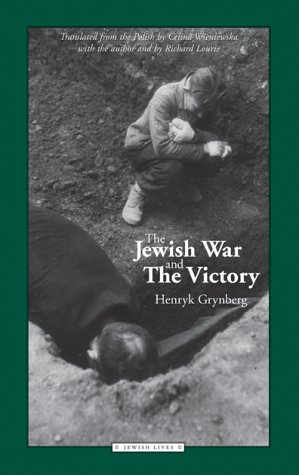 Translated from the Polish by Celina Wieniewska
with the author and by Richard Lourie
The
Jewish War
and
The Victory
Henryk Grynberg
JEWISH LIVES